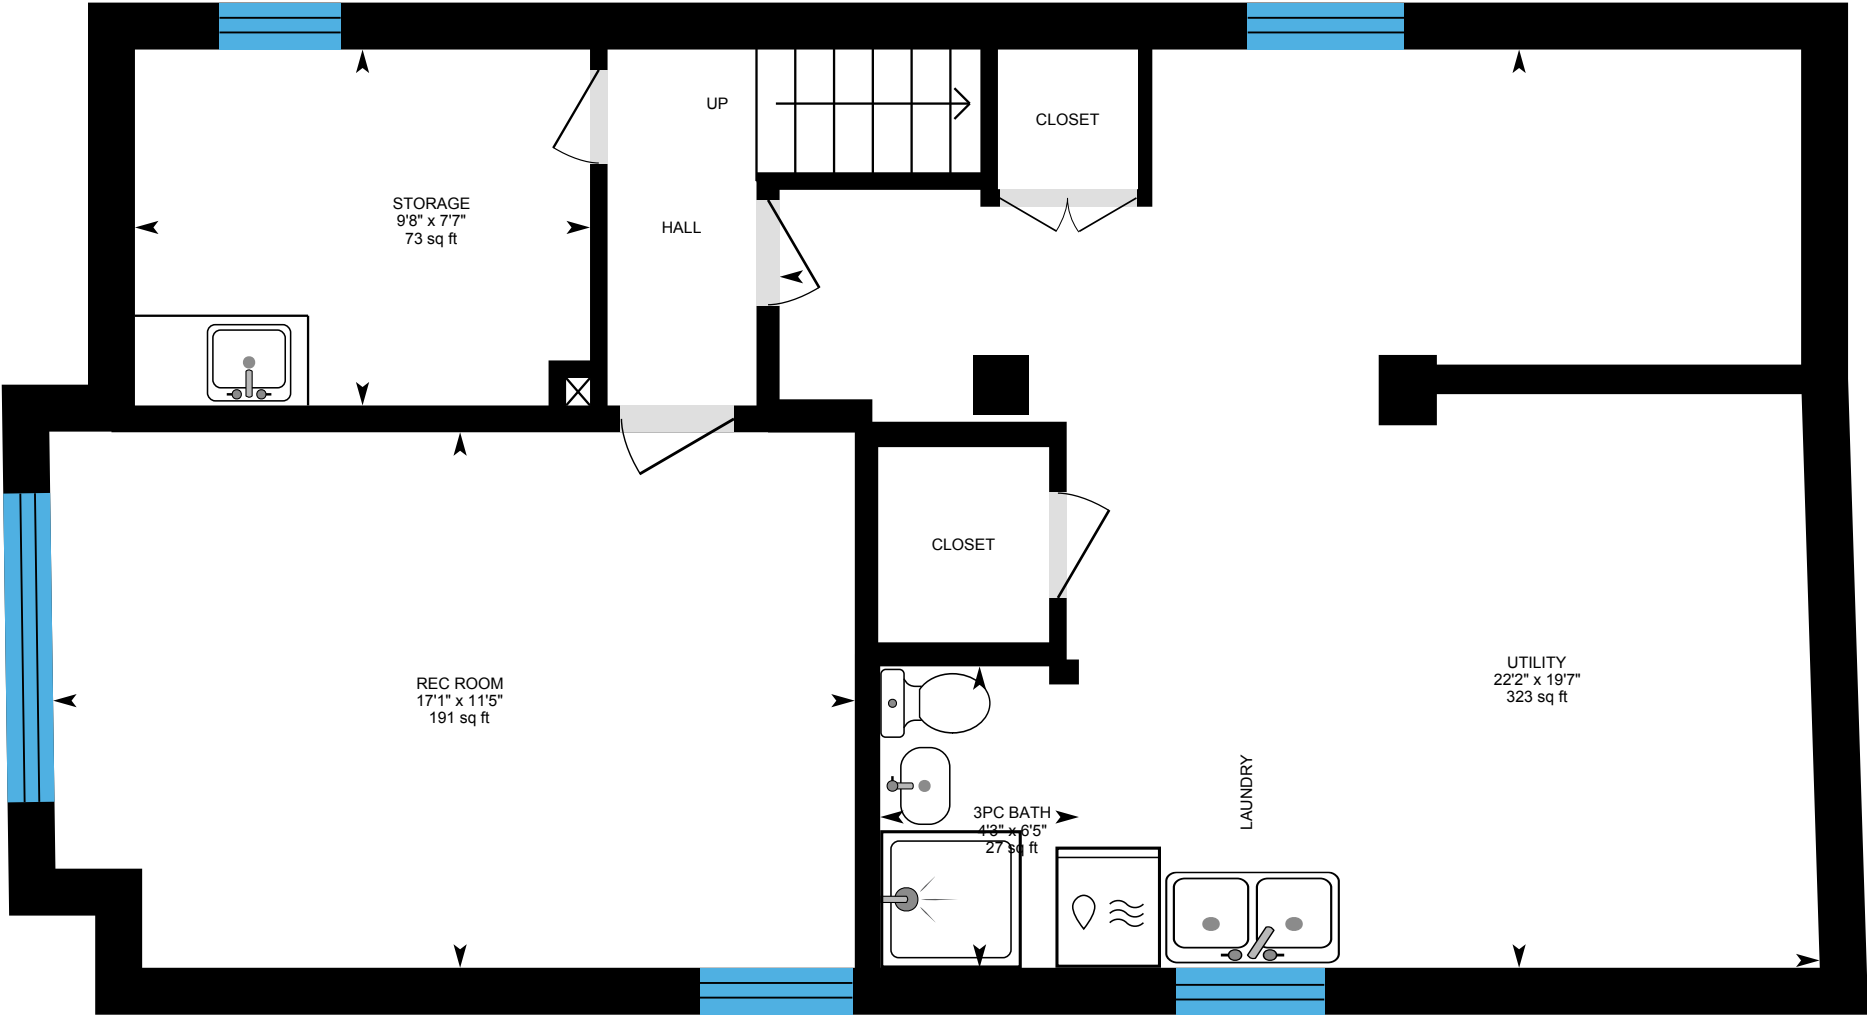 UP
CLOSET
STORAGE
9'8" x 7'7"
73 sq ft
HALL
CLOSET
REC ROOM
17'1" x 11'5"
191 sq ft
UTILITY
22'2" x 19'7"
323 sq ft
LAUNDRY
3PC BATH
4'3" x 6'5"
27 sq ft